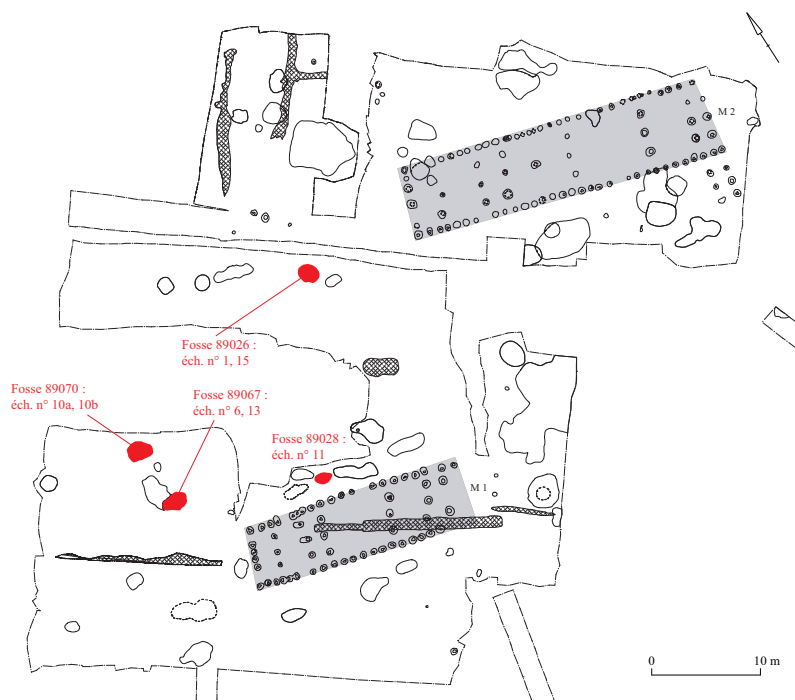 M 2
Fosse 89026 :
éch. n° 1, 15
Fosse 89070 :
éch. n° 10a, 10b
Fosse 89067 :
éch. n° 6, 13
Fosse 89028 :
éch. n° 11
M 1
0
10 m